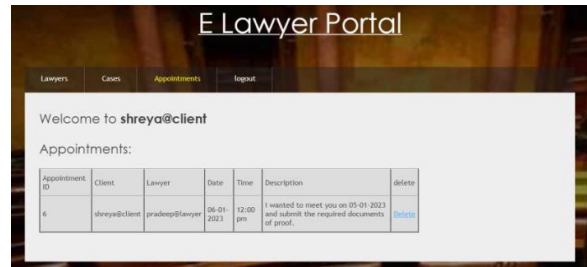 E Lawyer Portal
Lawyers Cases Appointments logout
Welcome to shreya@client
Appointments:
Appointment ID Client Lawyer Date Time Description delete
6 shreya@client pradeep@lawyer 06-01-2023 12:00 pm I wanted to meet you on 05-01-2023
and submit the required documents
of proof. Delete